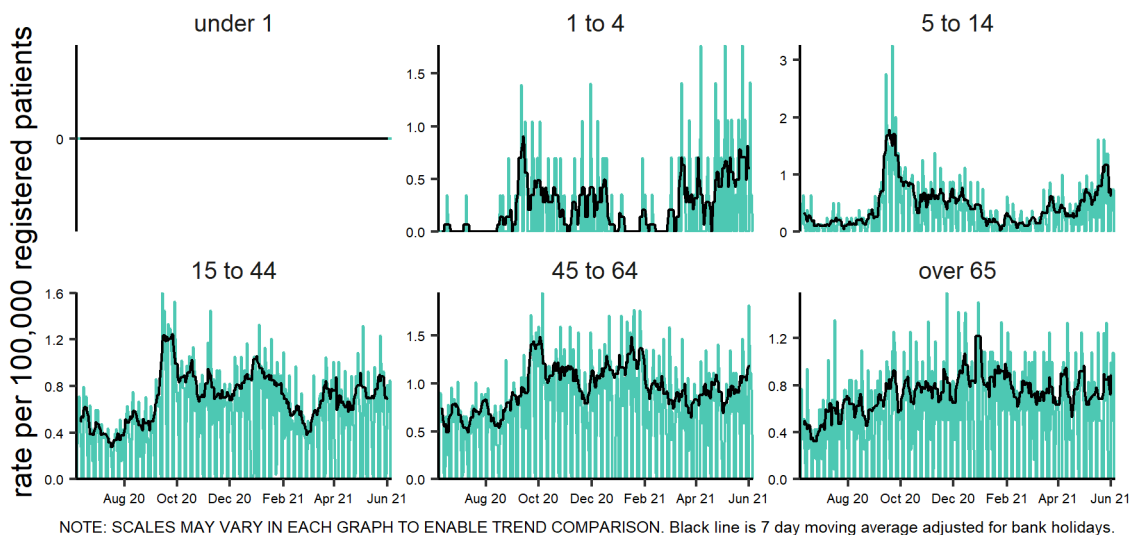 rate per 100,000 registered patients
under 1
0
1 to 4
1.5
1.0
0.5
0.0
5 to 14
3
2
1
0
15 to 44
1.6
1.2
0.8
0.4
0.0
Aug 20 Oct 20 Dec 20 Feb 21 Apr 21 Jun 21
45 to 64
1.5
1.0
0.5
0.0
Aug 20 Oct 20 Dec 20 Feb 21 Apr 21 Jun 21
over 65
1.2
0.8
0.4
0.0
Aug 20 Oct 20 Dec 20 Feb 21 Apr 21 Jun 21
NOTE: SCALES MAY VARY IN EACH GRAPH TO ENABLE TREND COMPARISON. Black line is 7 day moving average adjusted for bank holidays.